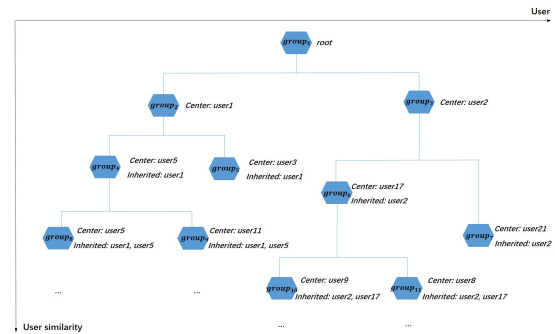 User
group1 root
group2 Center: user1
group3 Center: user2
group4 Center: user5
Inherited: user1
group5 Center: user3
Inherited: user1
group6 Center: user17
Inherited: user2
group8 Center: user5
Inherited: user1, user5
group9 Center: user11
Inherited: user1, user5
group7 Center: user21
Inherited: user2
group10 Center: user9
Inherited: user2, user17
group11 Center: user8
Inherited: user2, user17
... ...
... ...
User similarity